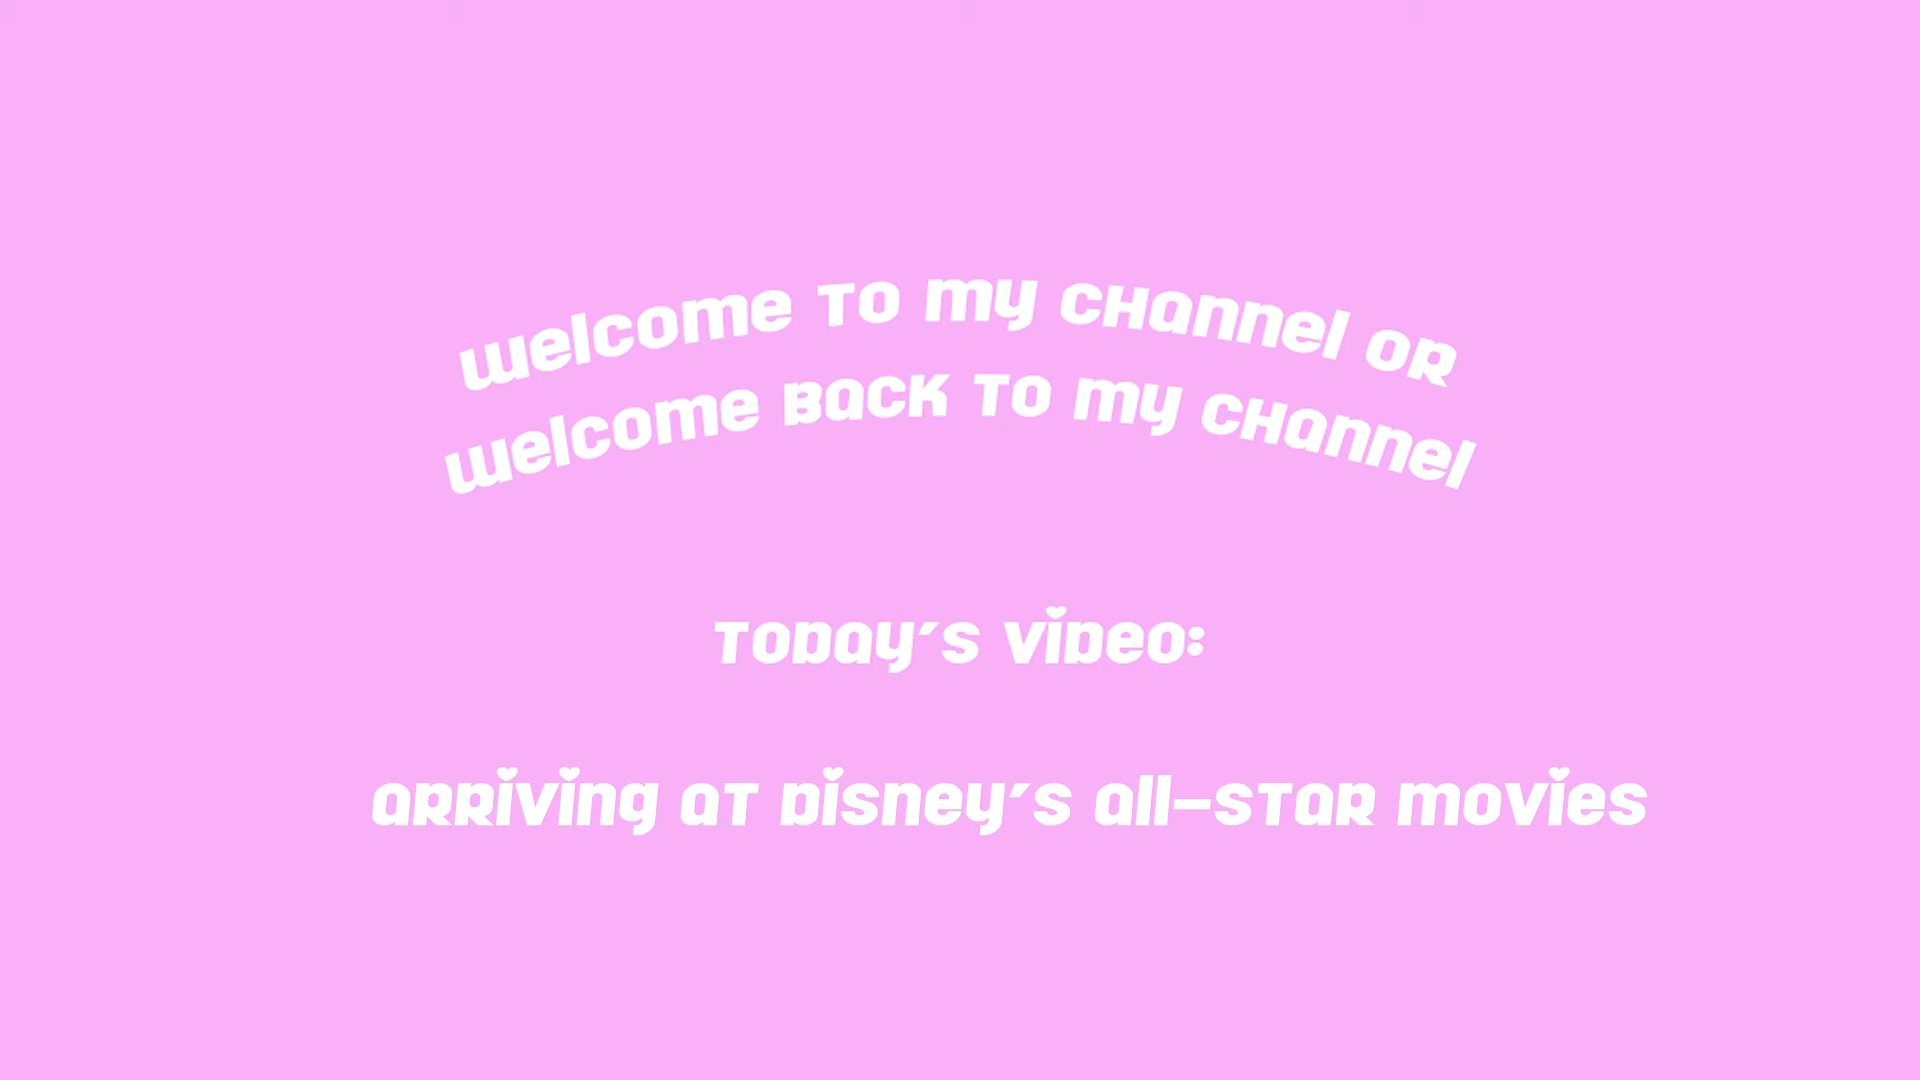 welcome to my channel or
welcome back to my channel
today's video:
arriving at disney's all-star movies